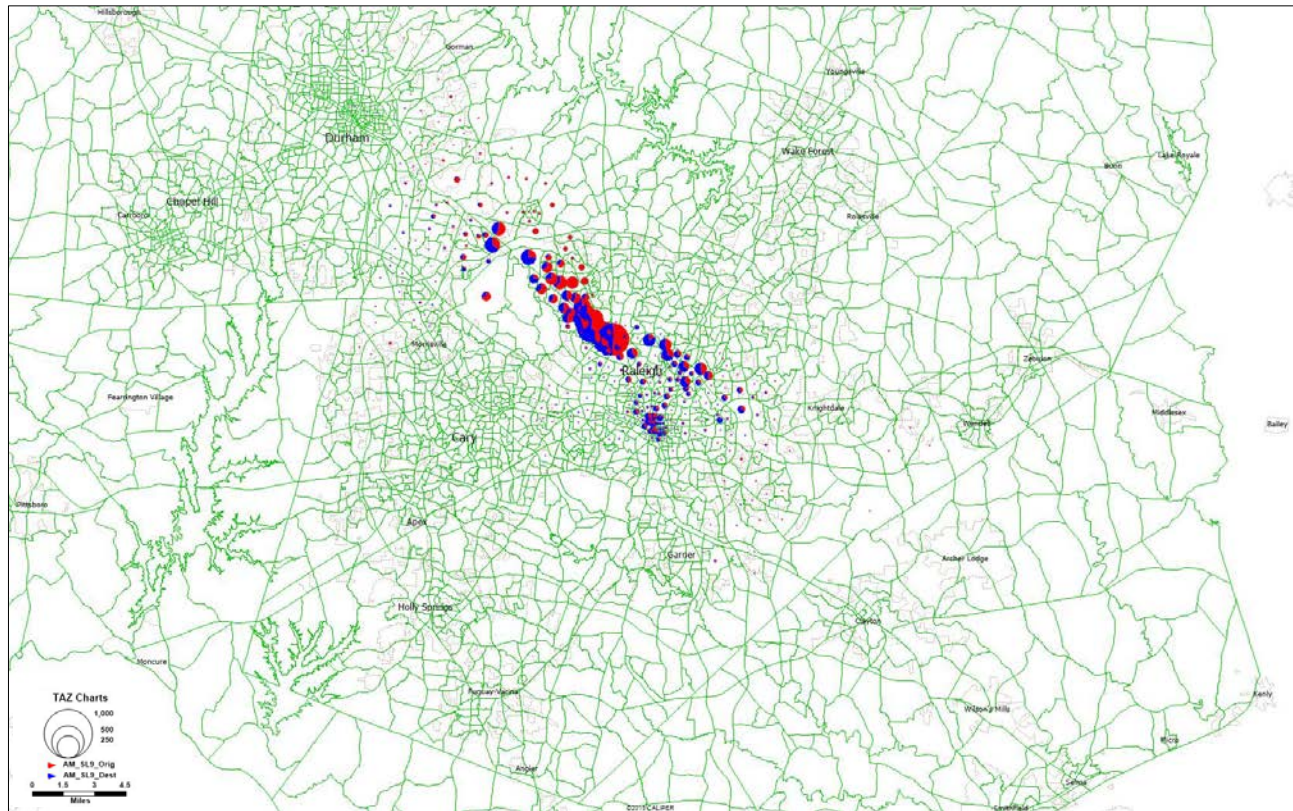 Hillsborough
Gorman
Youngsville
Durham
Wake Forest
Bunn
Lake Royale
Chapel Hill
Carrboro
Rolesville
Morrisville
Raleigh
Zebulon
Fearrington Village
Knightdale
Middlesex
Bailey
Wendell
Cary
Pittsboro
Apex
Garner
Archer Lodge
Holly Springs
Clayton
Moncure
Fuquay-Varina
Kenly
TAZ Charts
1,000
500
250
AM_SL9_Orig
AM_SL9_Dest
0 1.5 3 4.5
Miles
Wilson's Mills
Micro
Angier
Selma
©2015 CALIPER